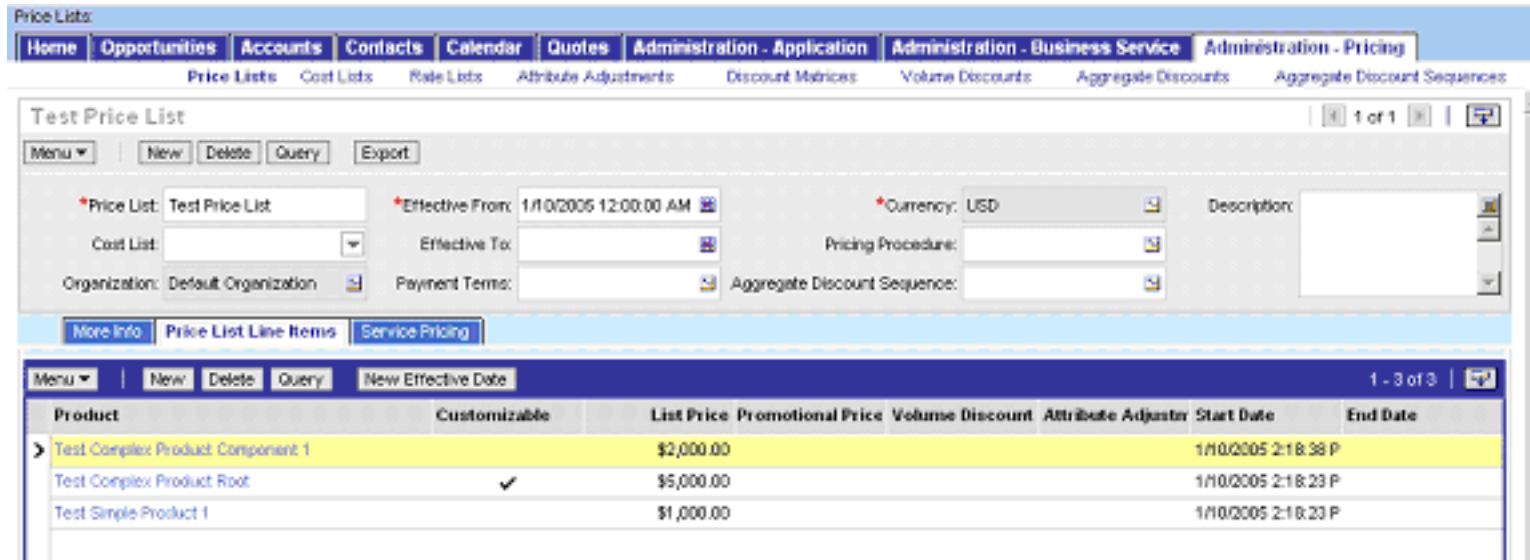 Price Lists:
Home Opportunities Accounts Contacts Calendar Quotes Administration - Application Administration - Business Service Administration - Pricing
Price Lists Cost Lists Rate Lists Attribute Adjustments Discount Matrices Volume Discounts Aggregate Discounts Aggregate Discount Sequences
Test Price List 1 of 1
Menu New Delete Query Export
*Price List: Test Price List *Effective From: 1/10/2005 12:00:00 AM *Currency: USD Description:
Cost List: Effective To: Pricing Procedure:
Organization: Default Organization Payment Terms: Aggregate Discount Sequence:
More Info Price List Line Items Service Pricing
Menu New Delete Query New Effective Date 1 - 3 of 3
Product Customizable List Price Promotional Price Volume Discount Attribute Adjustm Start Date End Date
Test Complex Product Component 1 $2,000.00 1/10/2005 2:18:38 P
Test Complex Product Root $5,000.00 1/10/2005 2:18:23 P
Test Simple Product 1 $1,000.00 1/10/2005 2:18:23 P